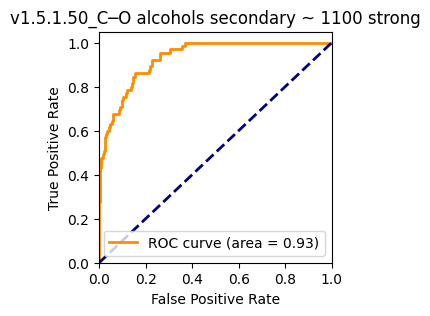 v1.5.1.50_C─O alcohols secondary ~ 1100 strong
1.0
0.8
0.6
0.4
0.2
0.0
True Positive Rate
ROC curve (area = 0.93)
0.0 0.2 0.4 0.6 0.8 1.0
False Positive Rate